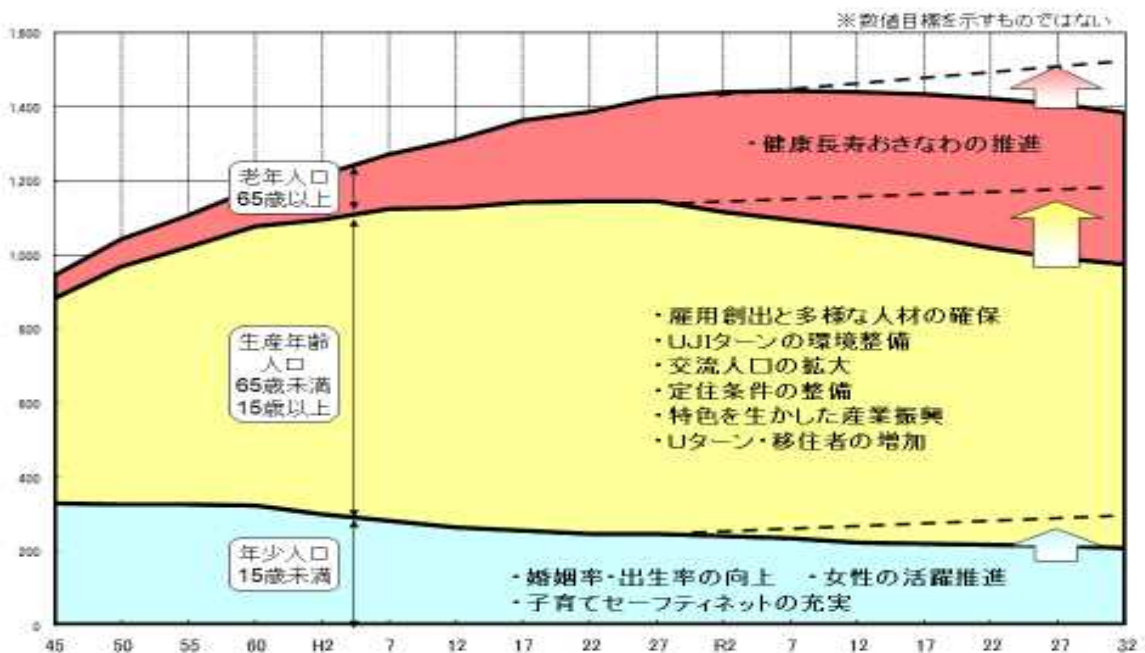 ※数値目標を示すものではない
1,600
1,400
1,200
1,000
800
600
400
200
0
・健康長寿おきなわの推進
老年人口
65歳以上
生産年齢
人口
65歳未満
15歳以上
・雇用創出と多様な人材の確保
・UJIターンの環境整備
・交流人口の拡大
・定住条件の整備
・特色を生かした産業振興
・Uターン・移住者の増加
年少人口
15歳未満
・婚姻率・出生率の向上 ・女性の活躍推進
・子育てセーフティネットの充実
45 50 55 60 H2 7 12 17 22 27 R2 7 12 17 22 27 32